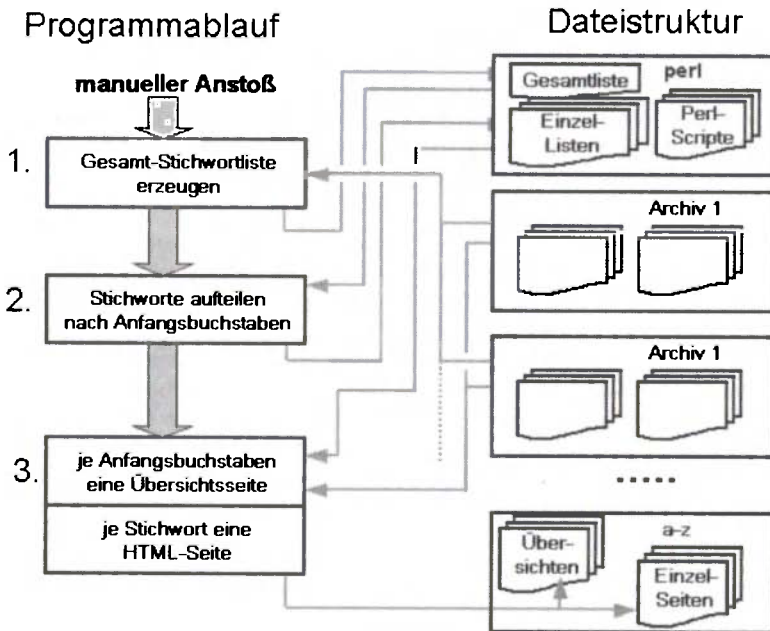 Programmablauf
Dateistruktur
manueller Anstoß
1.
Gesamt-Stichwortliste
erzeugen
2.
Stichworte aufteilen
nach Anfangsbuchstaben
3.
je Anfangsbuchstaben
eine Übersichtsseite
je Stichwort eine
HTML-Seite
perl
Gesamtliste
Einzel-
Listen
Perl-
Scripte
Archiv 1
Archiv 1
.....
a-z
Über-
sichten
Einzel-
Seiten